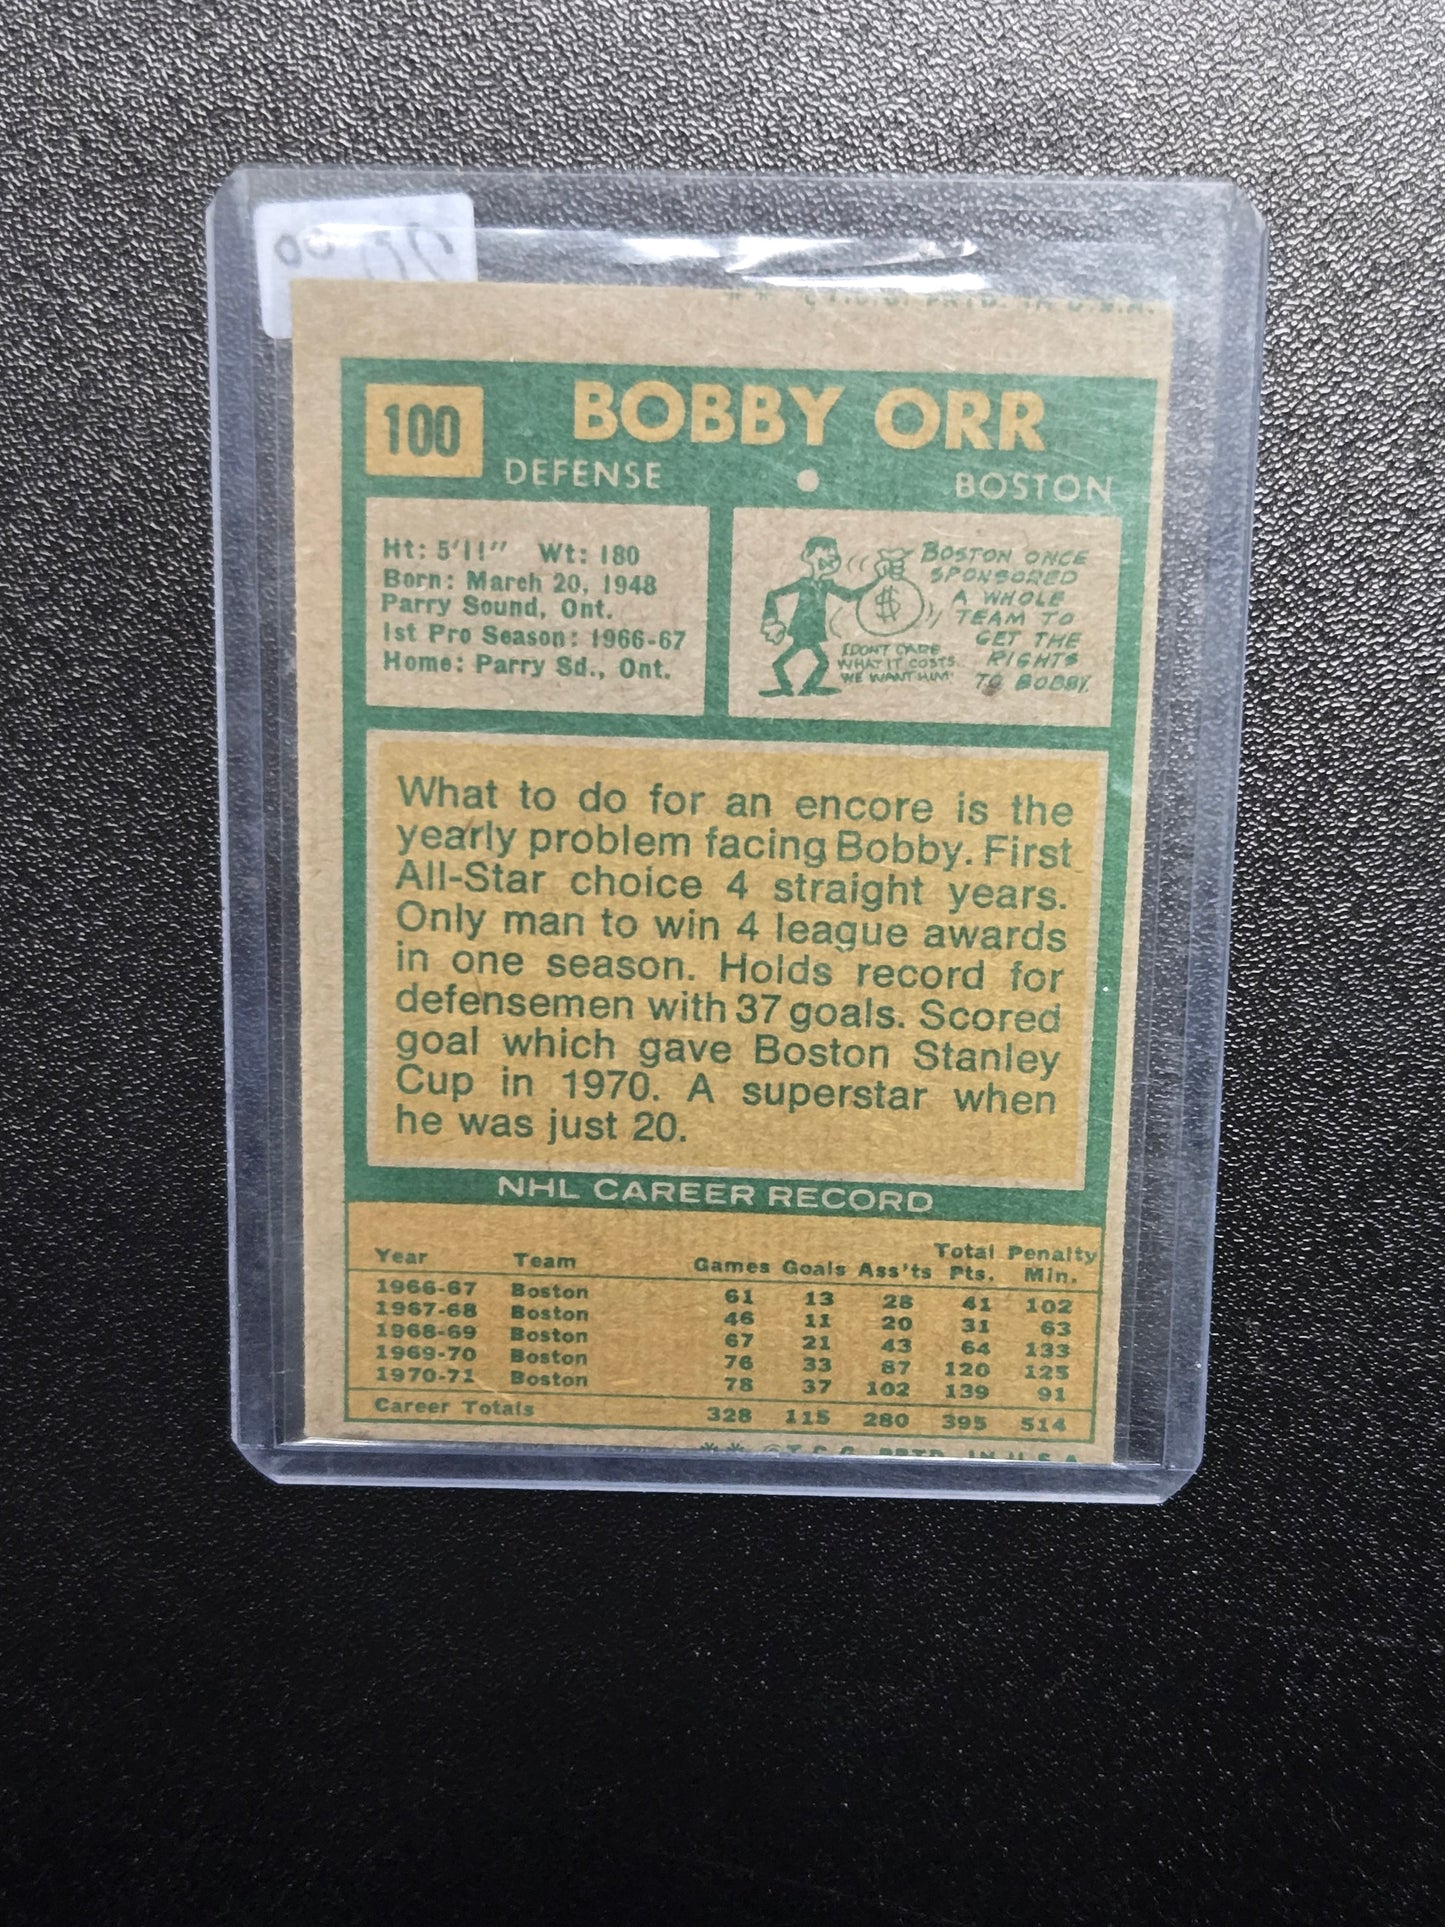 P'TD. IN U.S.A.
100
BOBBY ORR
DEFENSE
BOSTON
Ht: 5'11" Wt: 180
Born: March 20, 1948
Parry Sound, Ont.
1st Pro Season: 1966-67
Home: Parry Sd., Ont.
BOSTON ONCE
SPONSORED
A WHOLE
TEAM TO
GET THE
RIGHTS
TO BOBBY.
$
I DONT CARE
WHAT IT COSTS
WE WANT HIM!
What to do for an encore is the
yearly problem facing Bobby. First
All-Star choice 4 straight years.
Only man to win 4 league awards
in one season. Holds record for
defensemen with 37 goals. Scored
goal which gave Boston Stanley
Cup in 1970. A superstar when
he was just 20.
NHL CAREER RECORD
Year Team Games Goals Ass'ts Total Pts. Penalty Min.
1966-67 Boston 61 13 28 41 102
1967-68 Boston 46 11 20 31 63
1968-69 Boston 67 21 43 64 133
1969-70 Boston 76 33 87 120 125
1970-71 Boston 78 37 102 139 91
Career Totals 328 115 280 395 514
** ©T.C.G. PRTD. IN U.S.A.